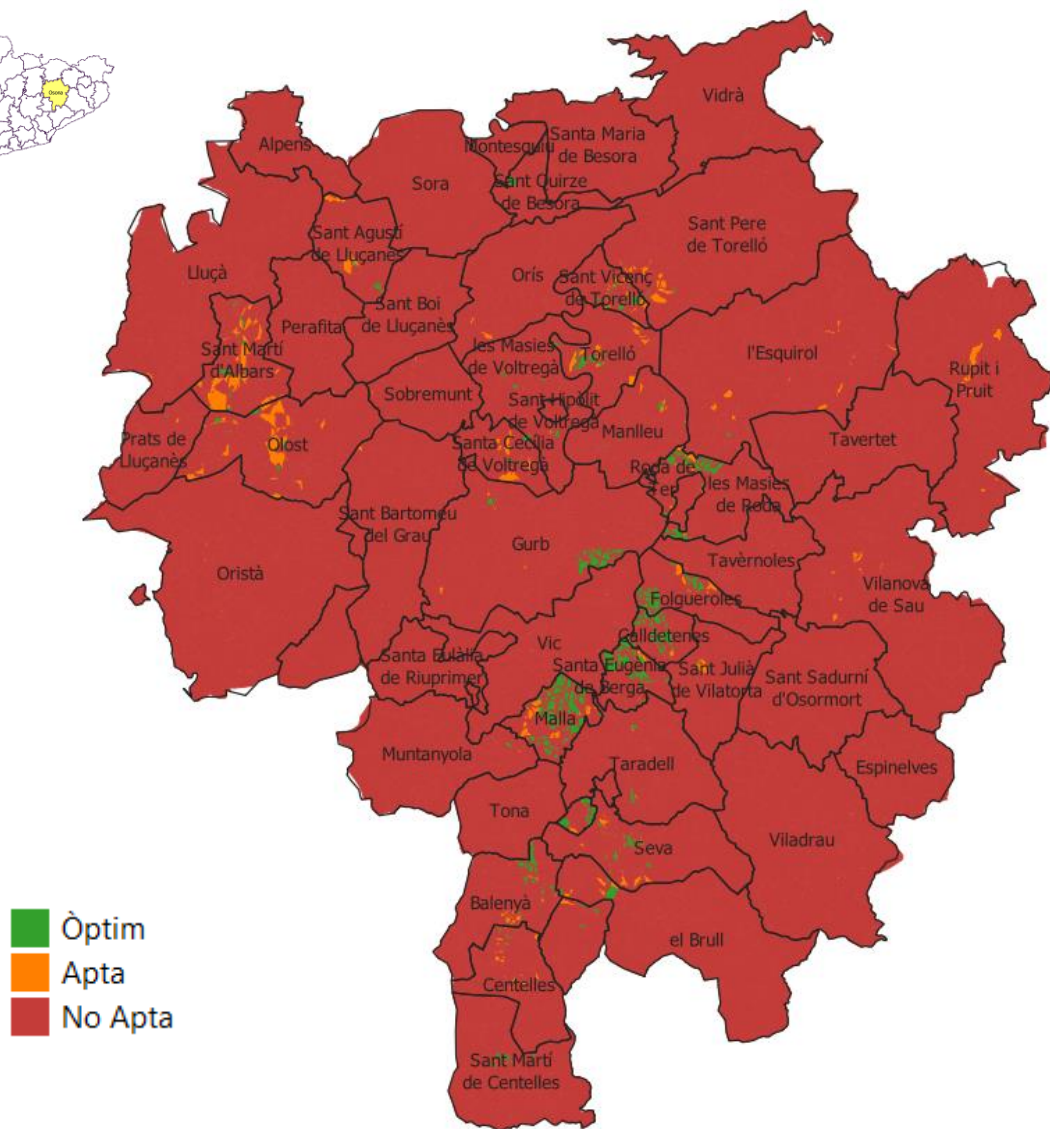 Osona
Vidrà
Alpens
Montesquiu
Santa Maria
de Besora
Sora
Sant Quirze
de Besora
Sant Pere
de Torelló
Sant Agustí
de Lluçanès
Lluçà
Orís
Sant Vicenç
de Torelló
Sant Boi
de Lluçanès
Perafita
les Masies
de Voltregà
Torelló
l'Esquirol
Rupit i
Pruit
Sant Martí
d'Albars
Sobremunt
Sant Hipòlit
de Voltregà
Manlleu
Tavertet
Prats de
Lluçanès
Olost
Santa Cecília
de Voltregà
Roda de
Ter
les Masies
de Roda
Sant Bartomeu
del Grau
Gurb
Tavèrnoles
Oristà
Folgueroles
Vilanova
de Sau
Vic
Calldetenes
Santa Eulàlia
de Riuprimer
Santa Eugènia
de Berga
Sant Julià
de Vilatorta
Sant Sadurní
d'Osormort
Malla
Muntanyola
Taradell
Espinelves
Tona
Seva
Viladrau
Balenyà
el Brull
Centelles
Sant Martí
de Centelles
Òptim
Apta
No Apta